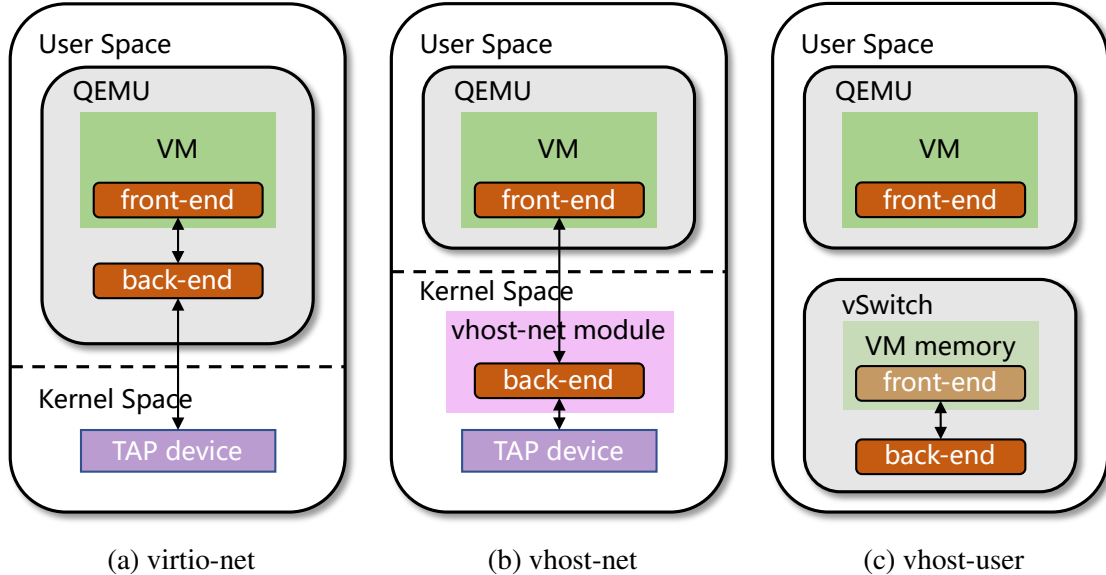 User Space
QEMU
VM
front-end
back-end
Kernel Space
TAP device
(a) virtio-net
User Space
QEMU
VM
front-end
Kernel Space
vhost-net module
back-end
TAP device
(b) vhost-net
User Space
QEMU
VM
front-end
vSwitch
VM memory
front-end
back-end
(c) vhost-user